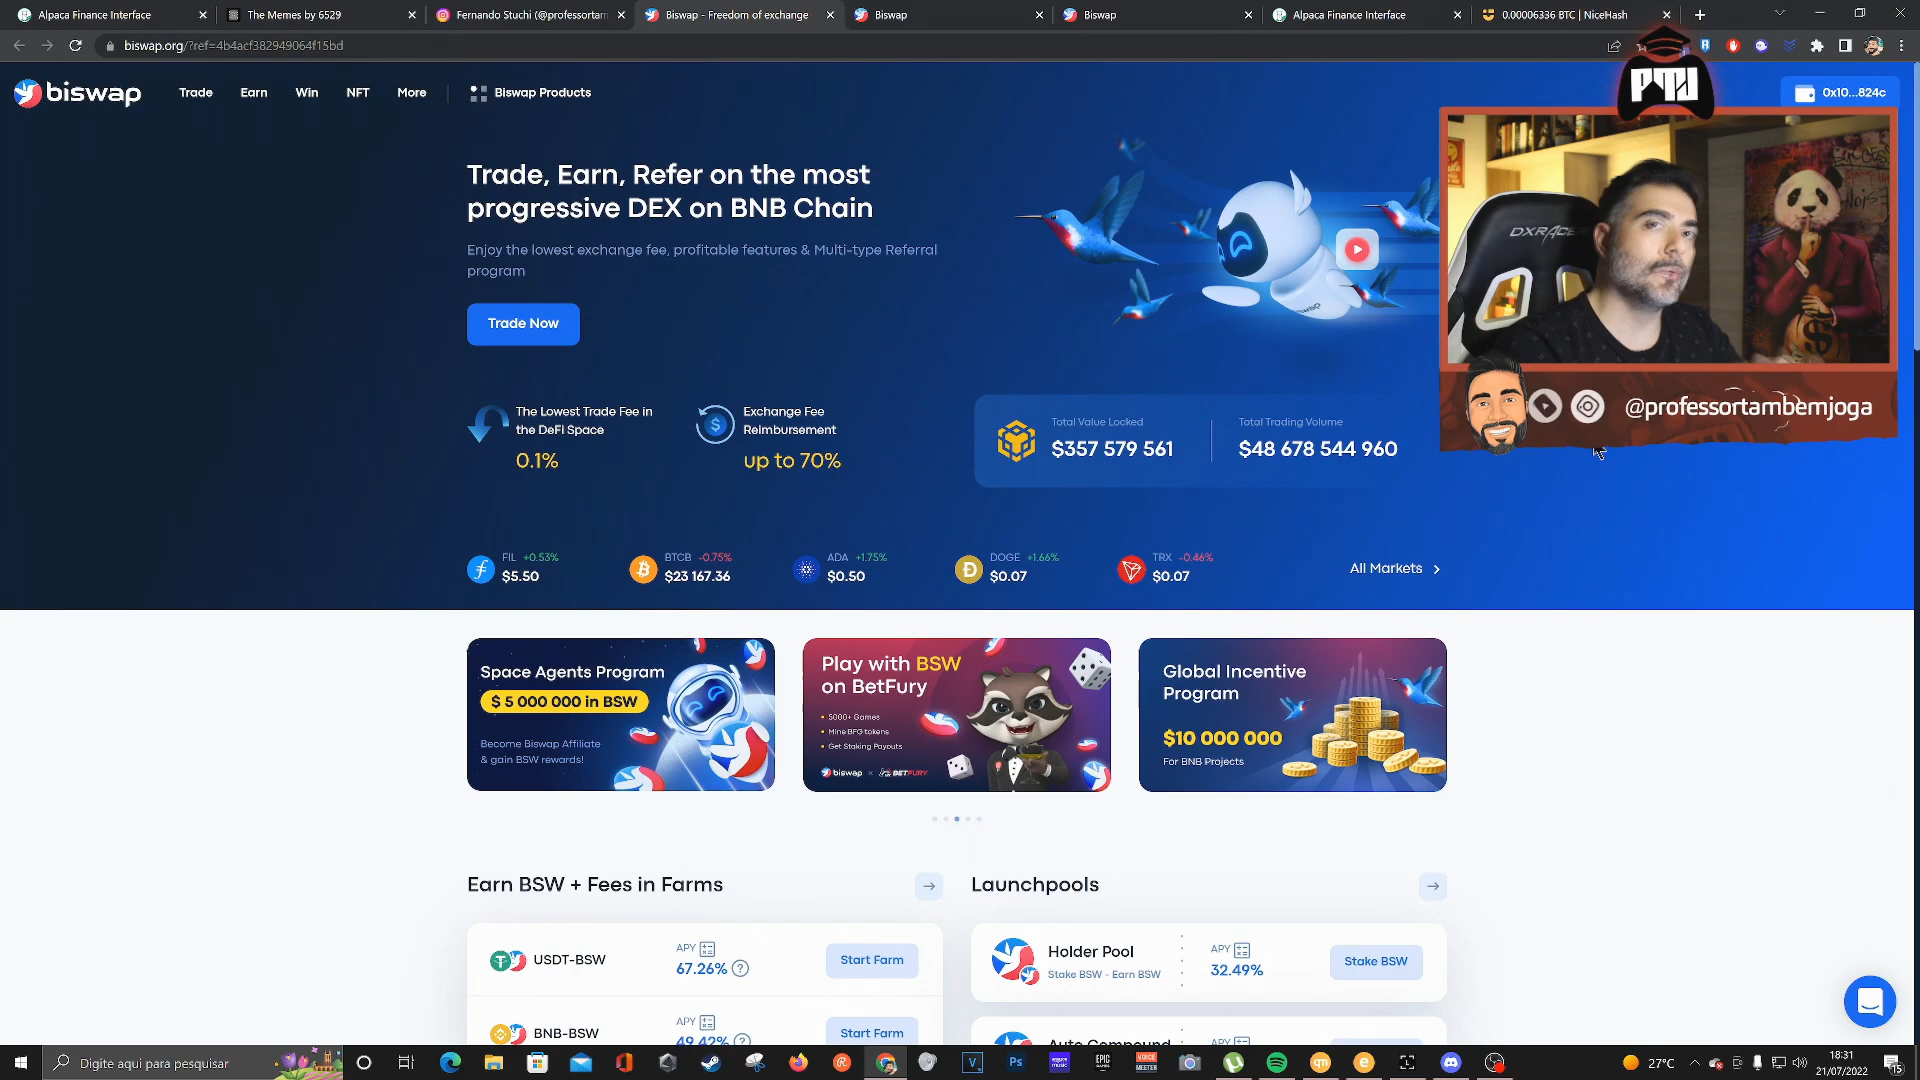 Alpaca Finance Interface
The Memes by 6529
Fernando Stuchi (@professortam
Biswap - Freedom of exchange
Biswap
Biswap
Alpaca Finance Interface
0.00006336 BTC | NiceHash
biswap.org/?ref=4b4acf382949064f15bd
biswap
Trade
Earn
Win
NFT
More
Biswap Products
0x10...824c
PTJ
DXRACER
Trade, Earn, Refer on the most
progressive DEX on BNB Chain
Enjoy the lowest exchange fee, profitable features & Multi-type Referral
program
Trade Now
@professortambemjoga
The Lowest Trade Fee in
the DeFi Space
0.1%
Exchange Fee
Reimbursement
up to 70%
Total Value Locked
$357 579 561
Total Trading Volume
$48 678 544 960
FIL +0.53%
$5.50
BTCB -0.75%
$23 167.36
ADA +1.75%
$0.50
DOGE +1.66%
$0.07
TRX -0.46%
$0.07
All Markets
Space Agents Program
$ 5 000 000 in BSW
Become Biswap Affiliate
& gain BSW rewards!
Play with BSW
on BetFury
• 5000+ Games
• Mine BFG tokens
• Get Staking Payouts
biswap × BETFURY
Global Incentive
Program
$10 000 000
For BNB Projects
Earn BSW + Fees in Farms
USDT-BSW
APY
67.26%
Start Farm
BNB-BSW
APY
49.42%
Start Farm
Launchpools
Holder Pool
Stake BSW - Earn BSW
APY
32.49%
Stake BSW
Auto Compound
APY
Digite aqui para pesquisar
27°C
18:31
21/07/2022
15